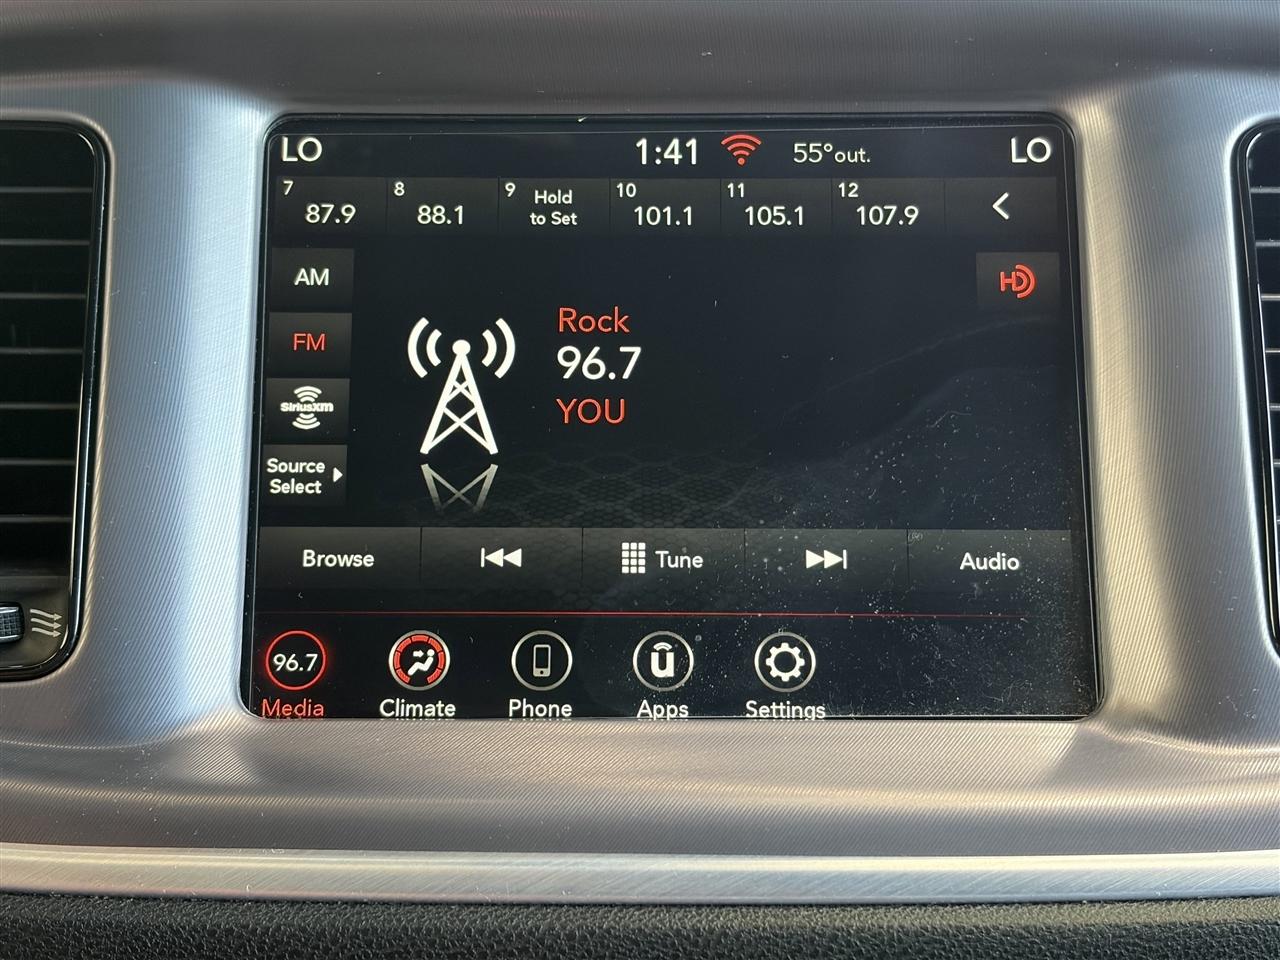 LO 1:41 55°out. LO
7 87.9 8 88.1 9 Hold to Set 10 101.1 11 105.1 12 107.9
AM
HD
Rock
FM
96.7
YOU
SiriusXM
Source
Select
Browse Tune Audio
96.7 u
Media Climate Phone Apps Settings